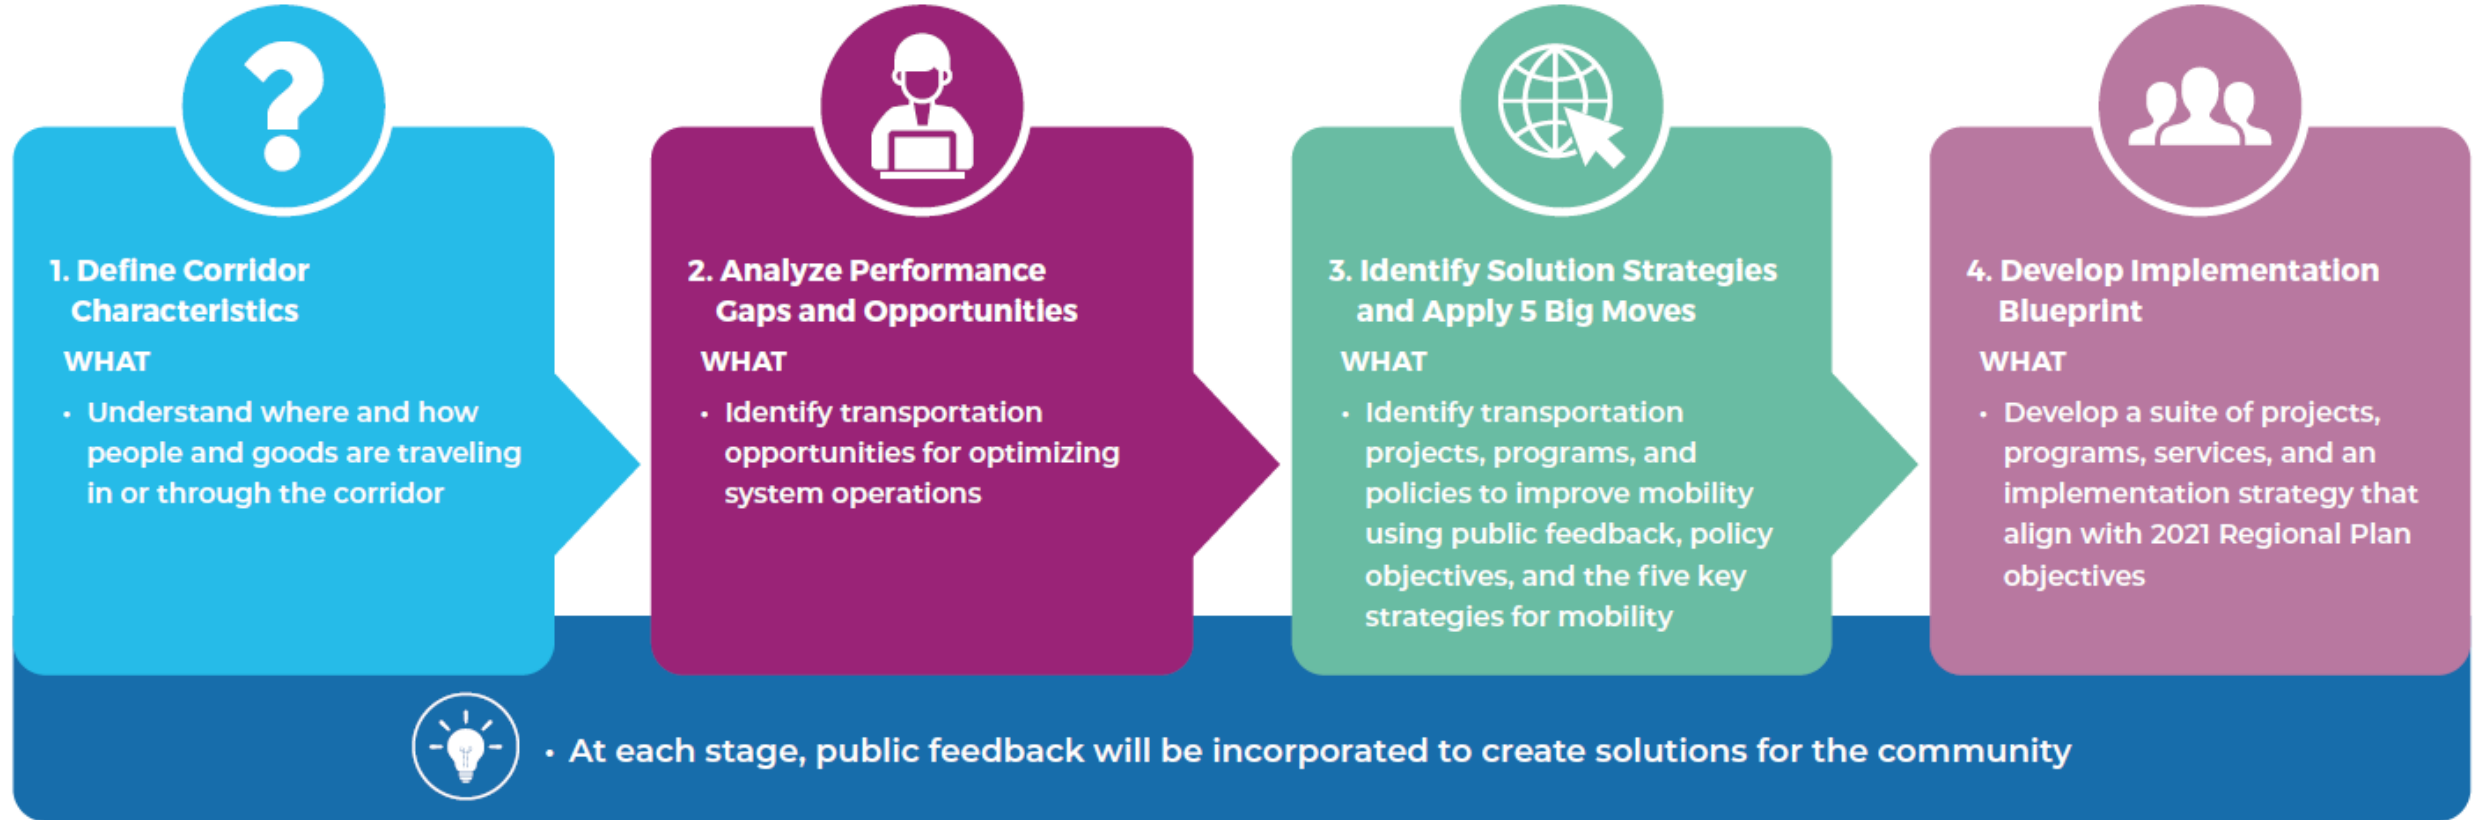 1. Define Corridor
Characteristics
WHAT
• Understand where and how
people and goods are traveling
in or through the corridor
2. Analyze Performance
Gaps and Opportunities
WHAT
• Identify transportation
opportunities for optimizing
system operations
3. Identify Solution Strategies
and Apply 5 Big Moves
WHAT
• Identify transportation
projects, programs, and
policies to improve mobility
using public feedback, policy
objectives, and the five key
strategies for mobility
4. Develop Implementation
Blueprint
WHAT
• Develop a suite of projects,
programs, services, and an
implementation strategy that
align with 2021 Regional Plan
objectives
• At each stage, public feedback will be incorporated to create solutions for the community